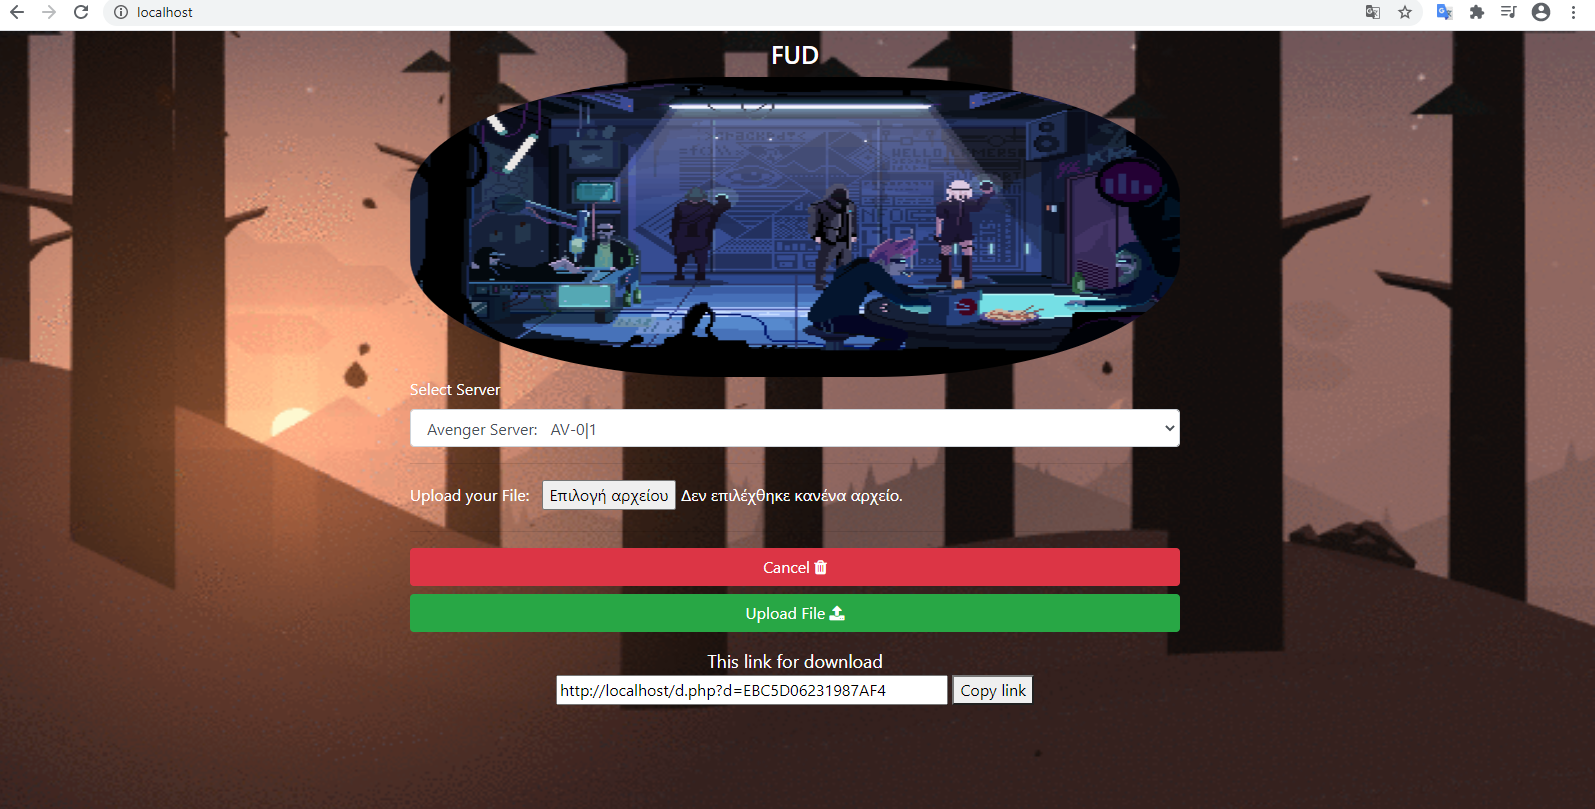 localhost
FUD
Select Server
Avenger Server: AV-0|1
Upload your File: Επιλογή αρχείου Δεν επιλέχθηκε κανένα αρχείο.
Cancel
Upload File
This link for download
http://localhost/d.php?d=EBC5D06231987AF4 Copy link